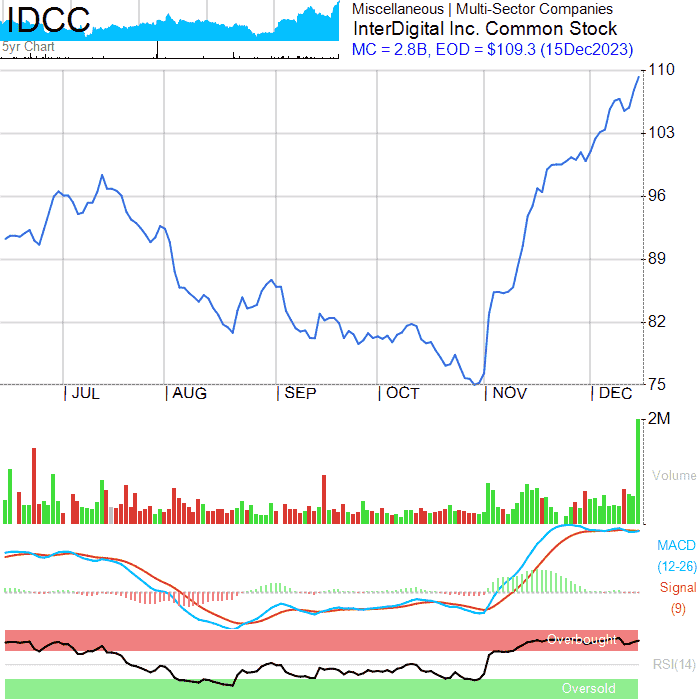 IDCC
5yr Chart
Miscellaneous | Multi-Sector Companies
InterDigital Inc. Common Stock
MC = 2.8B, EOD = $109.3 (15Dec2023)
110
103
96
89
82
75
JUL AUG SEP OCT NOV DEC
2M
Volume
MACD
(12-26)
Signal
(9)
Overbought
RSI(14)
Oversold